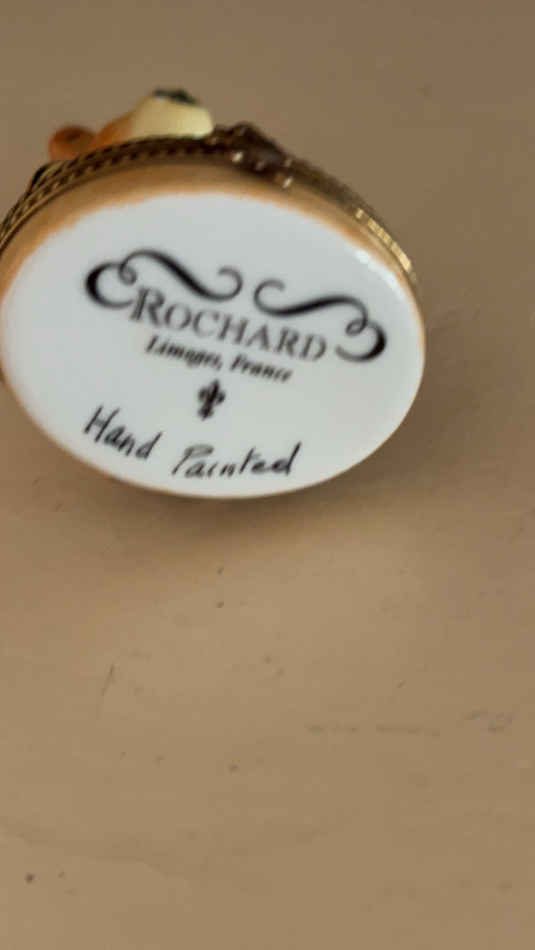 ROCHARD
Limoges, France
Hand Painted